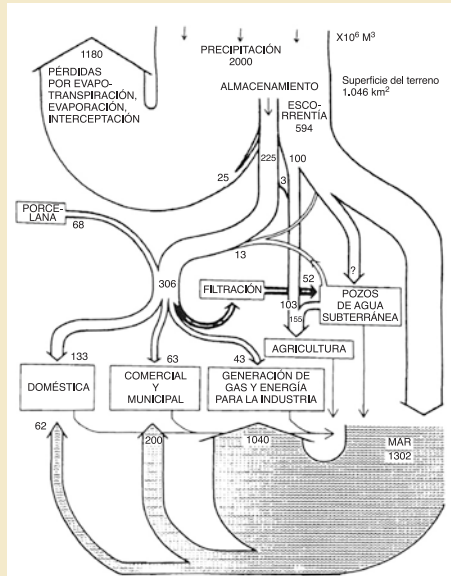 X10⁶ M³
1180
PRECIPITACIÓN
2000
PÉRDIDAS
POR EVAPO-
TRANSPIRACIÓN,
EVAPORACIÓN,
INTERCEPTACIÓN
Superficie del terreno
1.046 km²
ALMACENAMIENTO
ESCO-
RRENTÍA
594
225
100
25
3
PORCE-
LANA
68
13
?
306
FILTRACIÓN
52
POZOS
DE AGUA
SUBTERRÁNEA
103
155
AGRICULTURA
133
63
43
DOMÉSTICA
COMERCIAL
Y
MUNICIPAL
GENERACIÓN DE
GAS Y ENERGÍA
PARA LA INDUSTRIA
62
200
1040
MAR
1302